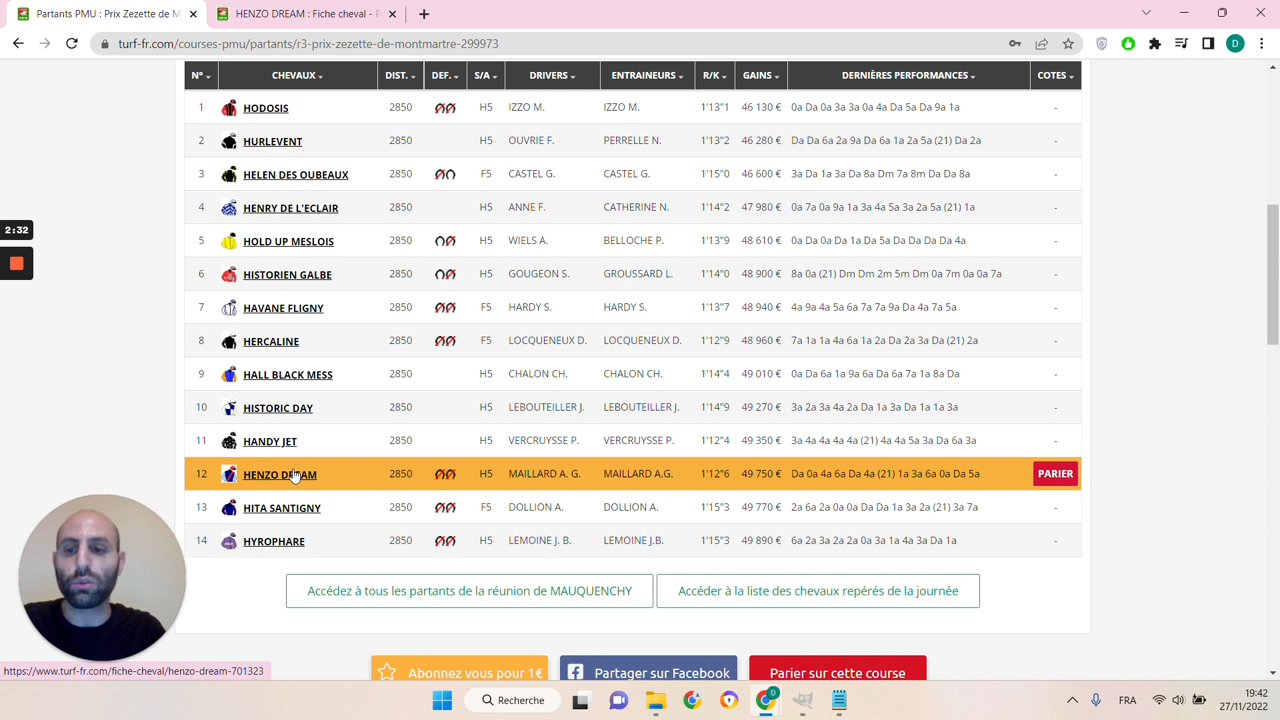 Partants PMU : Prix Zezette de M
HENZO DREAM : Fiche cheval - P
turf-fr.com/courses-pmu/partants/r3-prix-zezette-de-montmartre-299973
D
N° CHEVAUX DIST. DEF. S/A DRIVERS ENTRAINEURS R/K GAINS DERNIÈRES PERFORMANCES COTES
1 HODOSIS 2850 H5 IZZO M. IZZO M. 1'13"1 46 130 € 0a Da 0a 3a 3a 0a 4a Da 5a Da 9a 1a -
2 HURLEVENT 2850 H5 OUVRIE F. PERRELLE N. 1'13"2 46 280 € Da Da 6a 2a 9a Da 6a 1a 2a 5a (21) Da 2a -
3 HELEN DES OUBEAUX 2850 F5 CASTEL G. CASTEL G. 1'15"0 46 600 € 3a Da 1a 3a Da 8a Dm 7a 8m Da Da 8a -
4 HENRY DE L'ECLAIR 2850 H5 ANNE F. CATHERINE N. 1'14"2 47 980 € 0a 7a 0a 9a 1a 3a 4a 5a 3a 2a 5a (21) 1a -
5 HOLD UP MESLOIS 2850 H5 WIELS A. BELLOCHE P. 1'13"9 48 610 € 0a Da 0a Da 1a Da 5a Da Da Da Da 4a -
6 HISTORIEN GALBE 2850 H5 GOUGEON S. GROUSSARD L. 1'14"0 48 900 € 8a 0a (21) Dm Dm 2m 5m Dm 0a 7m 0a 0a 7a -
7 HAVANE FLIGNY 2850 F5 HARDY S. HARDY S. 1'13"7 48 940 € 4a 9a 4a 5a 6a 7a 7a 9a Da 4a 7a 5a -
8 HERCALINE 2850 F5 LOCQUENEUX D. LOCQUENEUX D. 1'12"9 48 960 € 7a 1a 1a 4a 6a 1a 2a Da 2a 3a Da (21) 2a -
9 HALL BLACK MESS 2850 H5 CHALON CH. CHALON CH. 1'14"4 49 010 € 0a Da 6a 1a 9a 6a Da 6a 7a 1a 8a Da -
10 HISTORIC DAY 2850 H5 LEBOUTEILLER J. LEBOUTEILLER J. 1'14"9 49 270 € 3a 2a 3a 4a 2a Da 1a 3a Da 1a 1a 3a -
11 HANDY JET 2850 H5 VERCRUYSSE P. VERCRUYSSE P. 1'12"4 49 350 € 3a 4a 4a 4a 4a (21) 4a 4a 5a 3a Da 6a 3a -
12 HENZO DREAM 2850 H5 MAILLARD A. G. MAILLARD A.G. 1'12"6 49 750 € Da 0a 4a 6a Da 4a (21) 1a 3a 6a 0a Da 5a PARIER
13 HITA SANTIGNY 2850 F5 DOLLION A. DOLLION A. 1'15"3 49 770 € 2a 6a 2a 0a 0a Da Da 1a 3a 2a (21) 3a 7a -
14 HYROPHARE 2850 H5 LEMOINE J. B. LEMOINE J.B. 1'15"3 49 890 € 6a 2a 3a 2a 2a 0a 3a 1a 4a 3a Da 1a -
2:32
Accédez à tous les partants de la réunion de MAUQUENCHY
Accéder à la liste des chevaux repérés de la journée
Abonnez vous pour 1€
Partager sur Facebook
Parier sur cette course
https://www.turf-fr.com/fiche-cheval/henzo-dream-701323
Recherche
D
FRA
19:42
27/11/2022